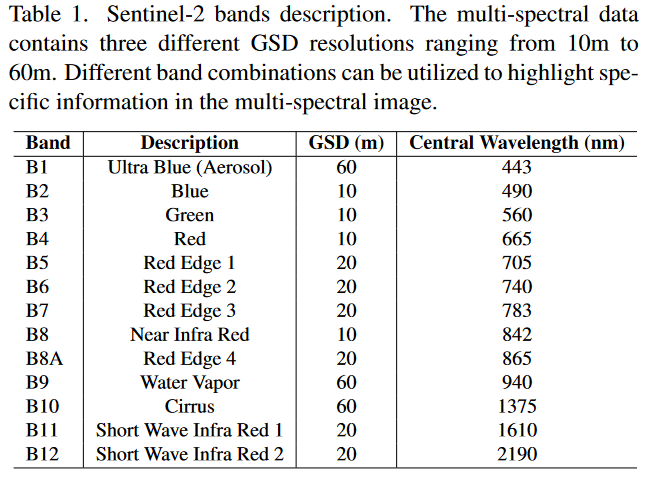 Table 1. Sentinel-2 bands description. The multi-spectral data
contains three different GSD resolutions ranging from 10m to
60m. Different band combinations can be utilized to highlight spe-
cific information in the multi-spectral image.
Band Description GSD (m) Central Wavelength (nm)
B1 Ultra Blue (Aerosol) 60 443
B2 Blue 10 490
B3 Green 10 560
B4 Red 10 665
B5 Red Edge 1 20 705
B6 Red Edge 2 20 740
B7 Red Edge 3 20 783
B8 Near Infra Red 10 842
B8A Red Edge 4 20 865
B9 Water Vapor 60 940
B10 Cirrus 60 1375
B11 Short Wave Infra Red 1 20 1610
B12 Short Wave Infra Red 2 20 2190